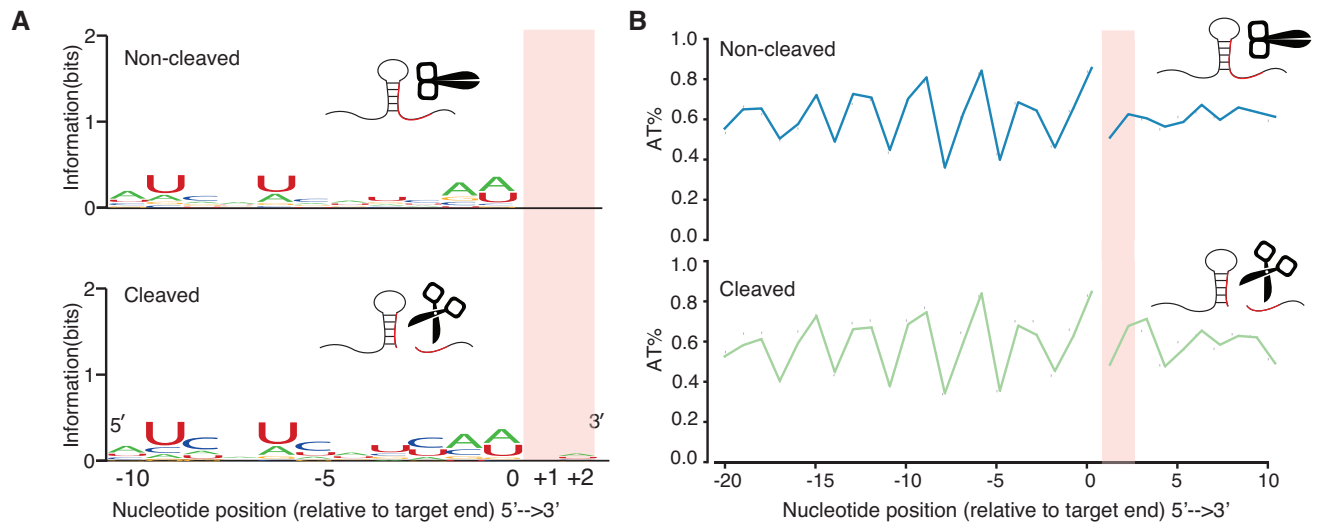 A
Information(bits)
2
1
0
Non-cleaved
A U A C U A C U C A A U
Information(bits)
2
1
0
Cleaved
5′
3′
A U C A U A C U U C U A C A U
-10 -5 0 +1 +2
Nucleotide position (relative to target end) 5’-->3’
B
AT%
1.0
0.8
0.6
0.4
0.0
Non-cleaved
AT%
1.0
0.8
0.6
0.4
0.2
0.0
Cleaved
-20 -15 -10 -5 0 5 10
Nucleotide position (relative to target end) 5’-->3’